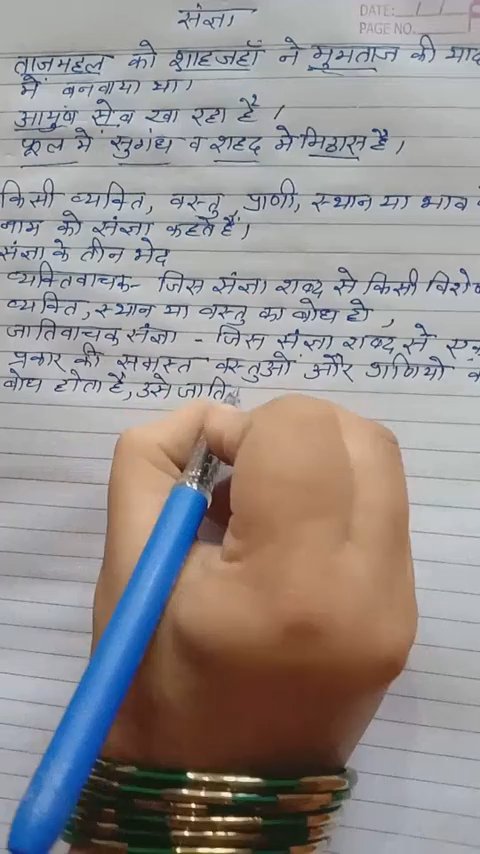 संज्ञा
DATE:
PAGE NO.
ताजमहल को शाहजहाँ ने मुमताज की याद
में बनवाया था।
आयुष सेव खा रहा है।
फूल में सुगंध व शहद में मिठास है।
किसी व्यक्ति, वस्तु, प्राणी, स्थान या भाव
नाम को संज्ञा कहते हैं।
संज्ञा के तीन भेद
व्यक्तिवाचक- जिस संज्ञा शब्द से किसी
व्यक्ति, स्थान या वस्तु का बोध हो,
जातिवाचक संज्ञा - जिस संज्ञा शब्द से
प्रकार की समस्त वस्तुओं और प्राणियों
बोध होता है, उसे जाति